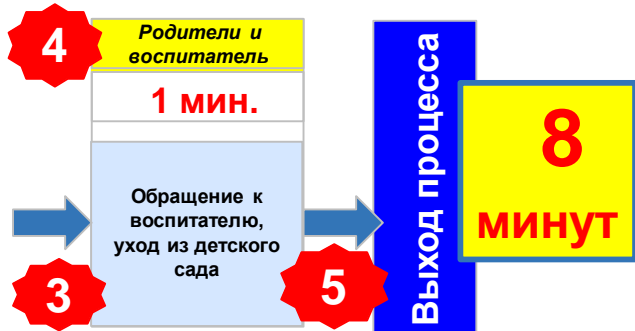 4
Родители и
воспитатель
1 мин.
Обращение к
воспитателю,
уход из детского
сада
3
5
Выход процесса
8
минут